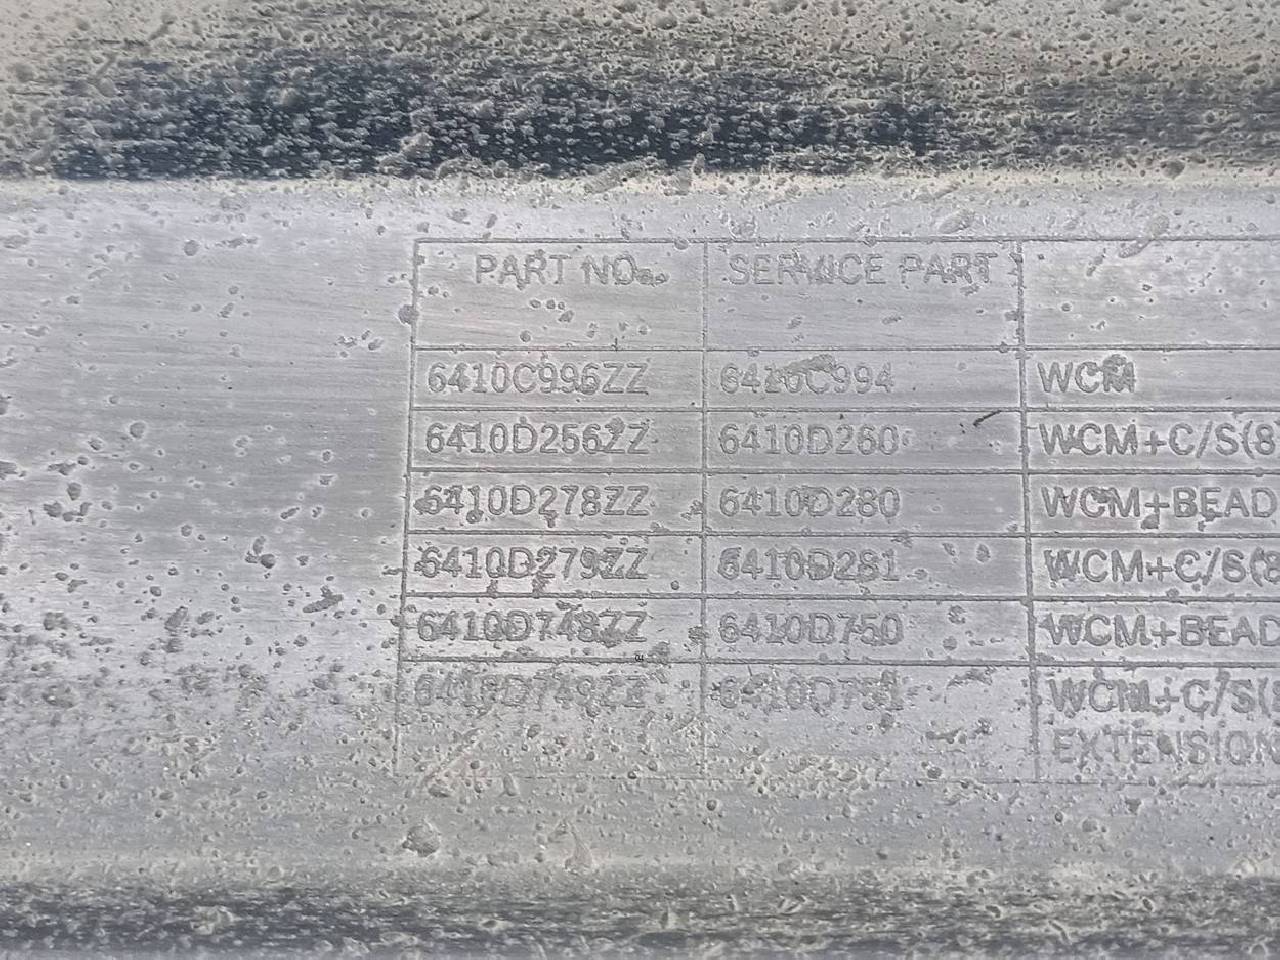 PART NO. SERVICE PART
6410C996ZZ 6410C994 WCM
6410D256ZZ 6410D260 WCM+C/S(8
6410D278ZZ 6410D280 WCM+BEAD
6410D279ZZ 6410D281 WCM+C/S(8
6410D748ZZ 6410D750 WCM+BEAD
6410D749ZZ 6410D751 WCM+C/S(
EXTENSION